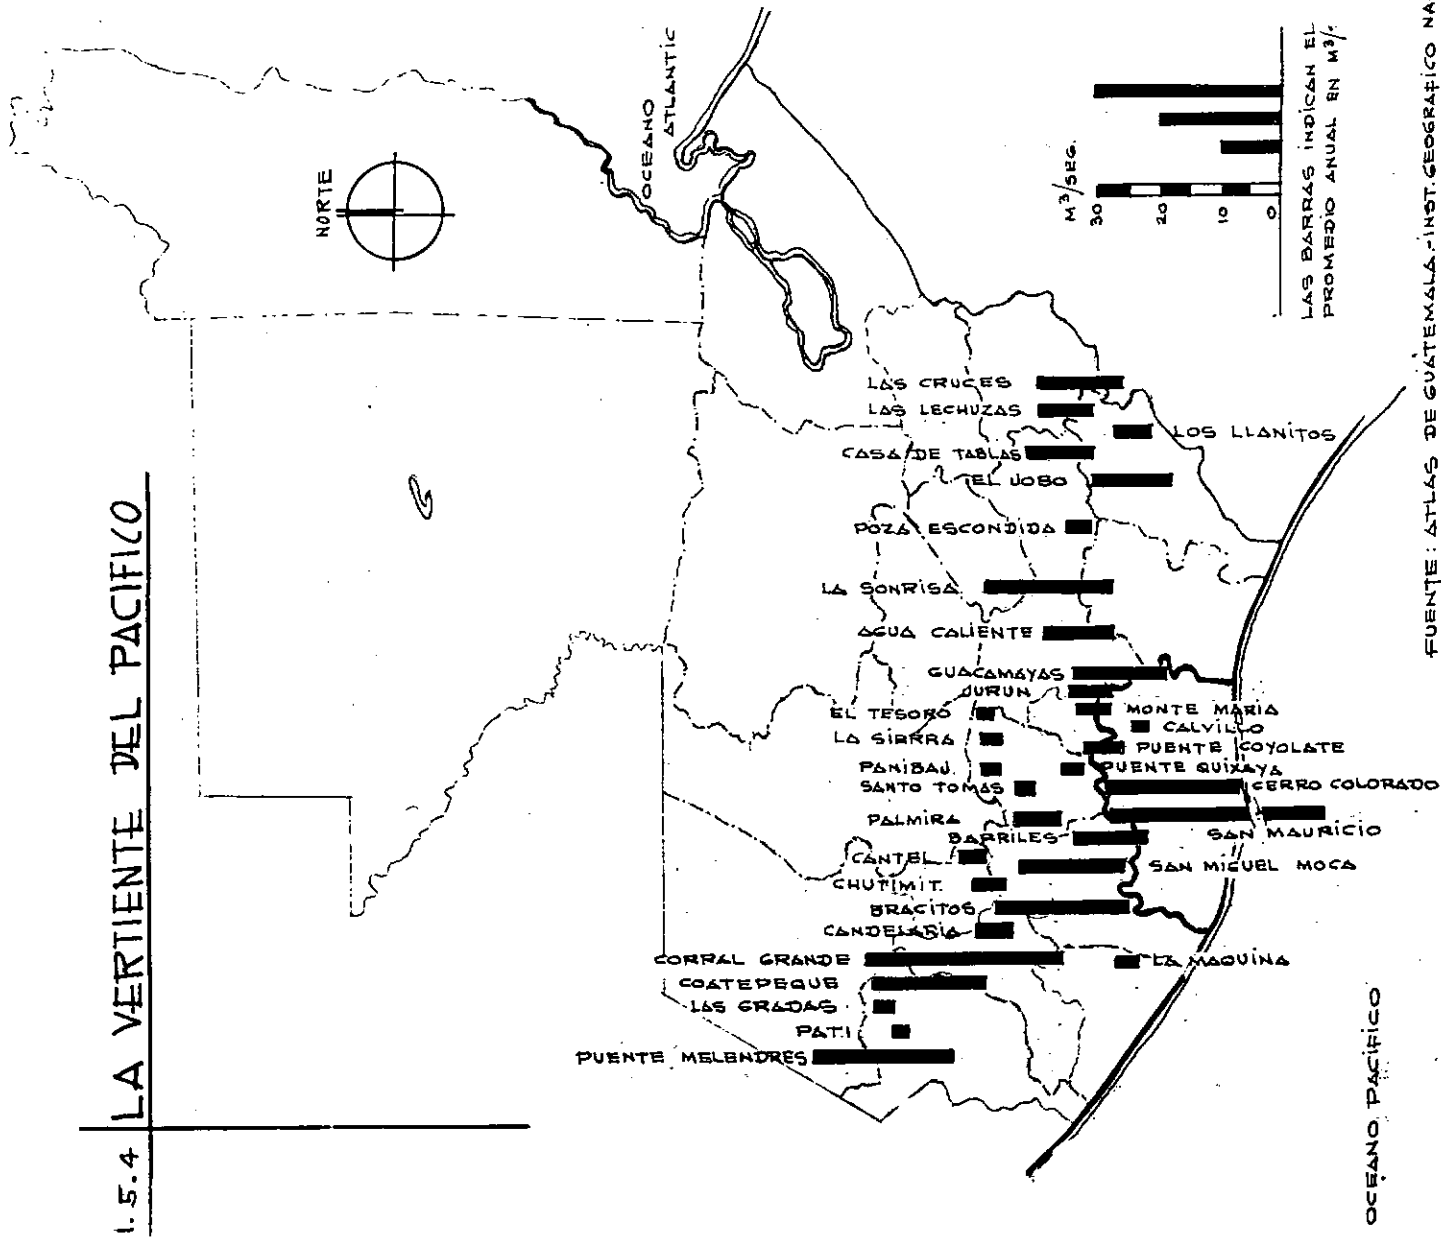 1.5.4 LA VERTIENTE DEL PACIFICO
NORTE
OCEANO
ATLANTIC
M³/SEG.
30
20
10
0
LAS BARRAS INDICAN EL
PROMEDIO ANUAL EN M³/
LAS CRUCES
LAS LECHUZAS
LOS LLANITOS
CASA DE TABLAS
EL JOBO
POZA ESCONDIDA
LA SONRISA
AGUA CALIENTE
GUACAMAYAS
JURUN
EL TESORO
MONTE MARIA
CALVILLO
LA SIERRA
PUENTE COYOLATE
PANIBAJ.
PUENTE QUIXAYA
SANTO TOMAS
CERRO COLORADO
PALMIRA
SAN MAURICIO
BARRILES
CANTEL
SAN MIGUEL MOCA
CHUTIMIT.
BRACITOS
CANDELARIA
CORRAL GRANDE
LA MAQUINA
COATEPEQUE
LAS GRADAS
PATI
PUENTE MELENDRES
OCEANO PACIFICO
FUENTE: ATLAS DE GUATEMALA.-INST. GEOGRAFICO NA